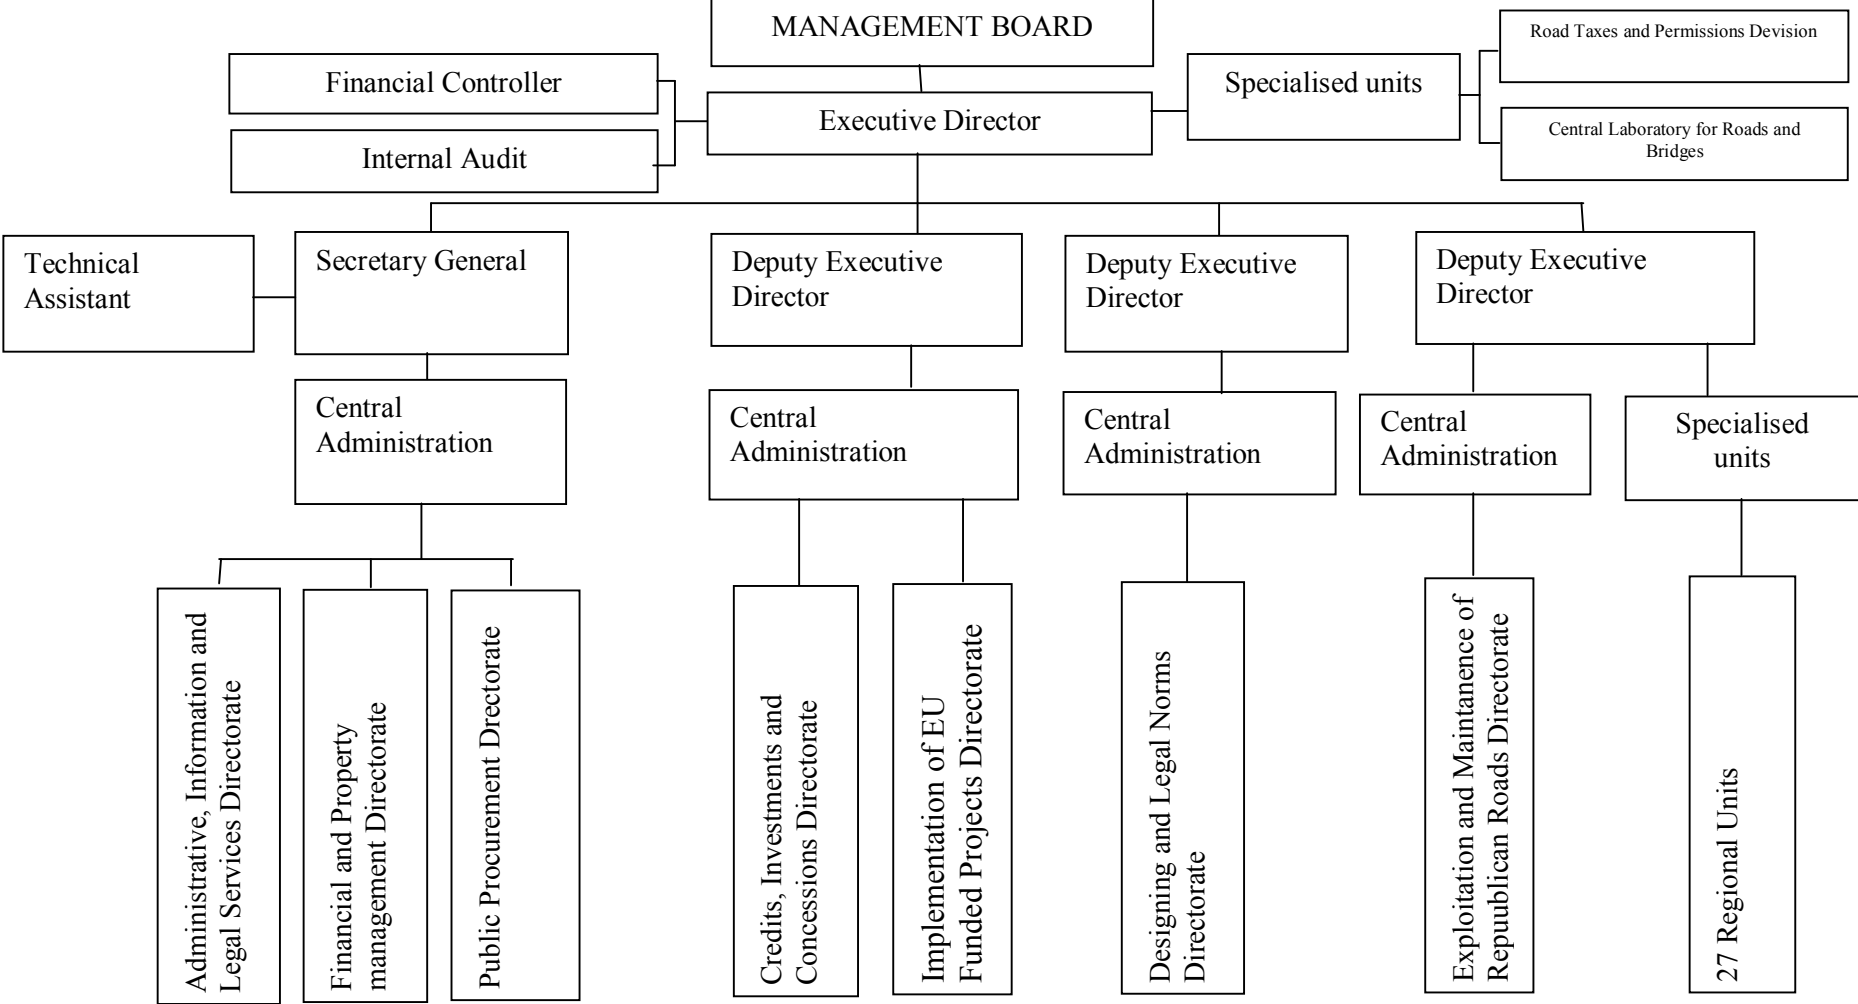 MANAGEMENT BOARD
Road Taxes and Permissions Devision
Financial Controller
Specialised units
Executive Director
Central Laboratory for Roads and
Bridges
Internal Audit
Technical
Assistant
Secretary General
Deputy Executive
Director
Deputy Executive
Director
Deputy Executive
Director
Central
Administration
Central
Administration
Central
Administration
Central
Administration
Specialised
units
Administrative, Information and
Legal Services Directorate
Financial and Property
management Directorate
Public Procurement Drectorate
Credits, Investments and
Concessions Directorate
Implementation of EU
Funded Projects Directorate
Designing and Legal Norms
Directorate
Exploitation and Maintanence of
Repuublican Roads Directorate
27 Regional Units